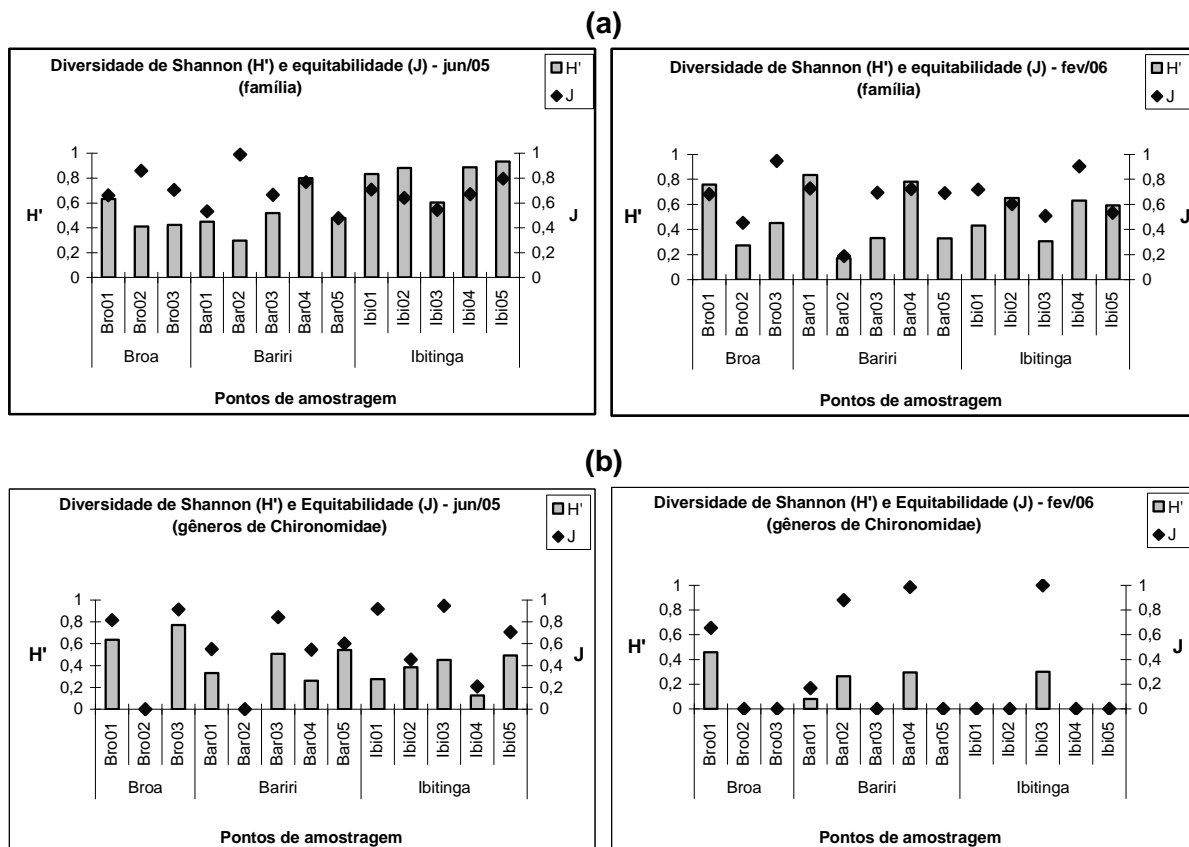 (a)
Diversidade de Shannon (H') e equitabilidade (J) - jun/05
(família)
H'
J
1
0,8
0,6
0,4
0,2
0
H'
1
0,8
0,6
0,4
0,2
0
J
Bro01
Bro02
Bro03
Bar01
Bar02
Bar03
Bar04
Bar05
Ibi01
Ibi02
Ibi03
Ibi04
Ibi05
Broa
Bariri
Ibitinga
Pontos de amostragem
Diversidade de Shannon (H') e equitabilidade (J) - fev/06
(família)
H'
J
1
0,8
0,6
0,4
0,2
0
H'
1
0,8
0,6
0,4
0,2
0
J
Bro01
Bro02
Bro03
Bar01
Bar02
Bar03
Bar04
Bar05
Ibi01
Ibi02
Ibi03
Ibi04
Ibi05
Broa
Bariri
Ibitinga
Pontos de amostragem
(b)
Diversidade de Shannon (H') e Equitabilidade (J) - jun/05
(gêneros de Chironomidae)
H'
J
1
0,8
0,6
0,4
0,2
0
H'
1
0,8
0,6
0,4
0,2
0
J
Bro01
Bro02
Bro03
Bar01
Bar02
Bar03
Bar04
Bar05
Ibi01
Ibi02
Ibi03
Ibi04
Ibi05
Broa
Bariri
Ibitinga
Pontos de amostragem
Diversidade de Shannon (H') e Equitabilidade (J) - fev/06
(gêneros de Chironomidae)
H'
J
1
0,8
0,6
0,4
0,2
0
H'
1
0,8
0,6
0,4
0,2
0
J
Bro01
Bro02
Bro03
Bar01
Bar02
Bar03
Bar04
Bar05
Ibi01
Ibi02
Ibi03
Ibi04
Ibi05
Broa
Bariri
Ibitinga
Pontos de amostragem